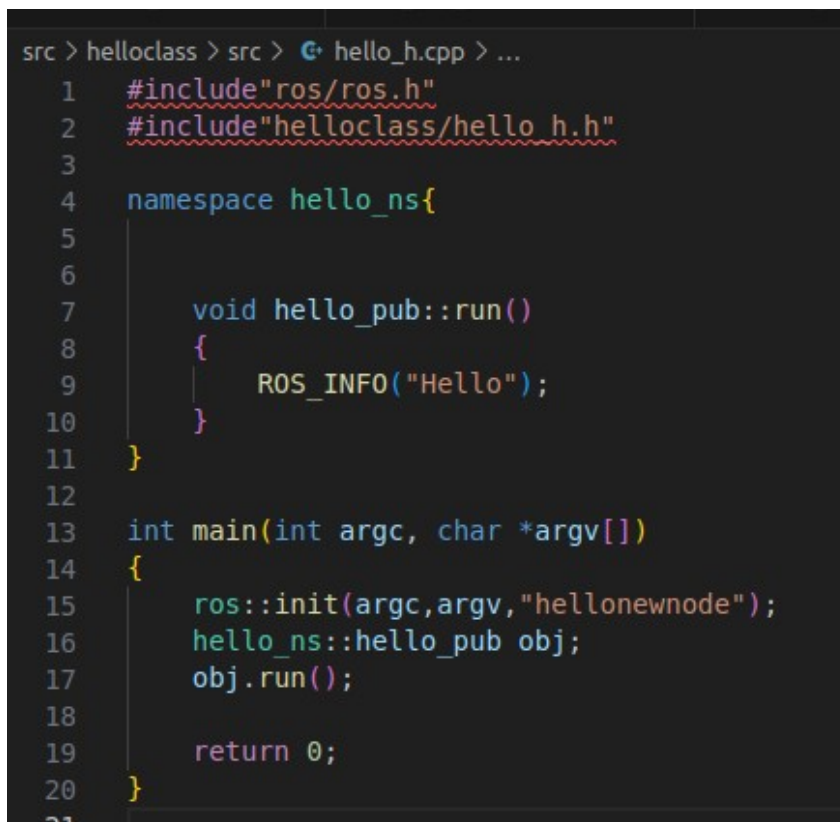 src > helloclass > src > hello_h.cpp > ...
1 #include"ros/ros.h"
2 #include"helloclass/hello_h.h"
3
4 namespace hello_ns{
5
6
7 void hello_pub::run()
8 {
9 ROS_INFO("Hello");
10 }
11 }
12
13 int main(int argc, char *argv[])
14 {
15 ros::init(argc,argv,"hellonewnode");
16 hello_ns::hello_pub obj;
17 obj.run();
18
19 return 0;
20 }
21